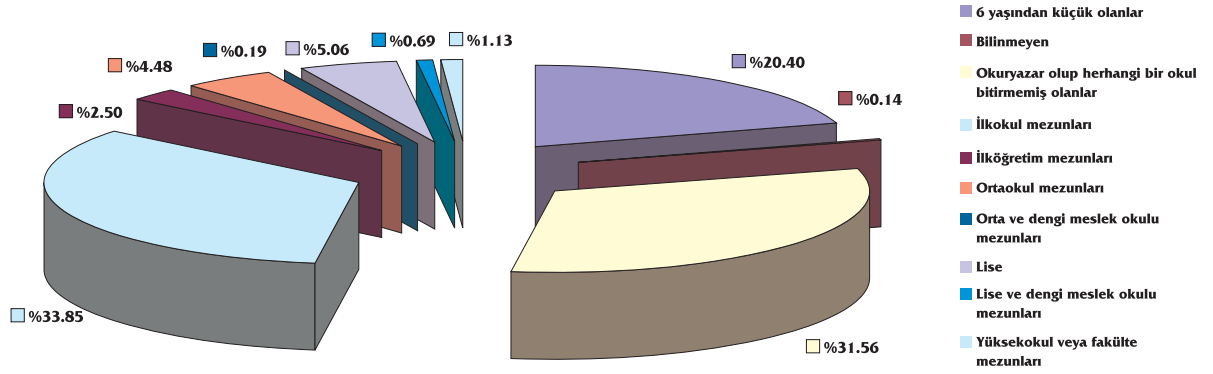 %0.19
%5.06
%0.69
%1.13
%4.48
%2.50
%20.40
%0.14
%33.85
%31.56
6 yaşından küçük olanlar
Bilinmeyen
Okuryazar olup herhangi bir okul
bitirmemiş olanlar
İlkokul mezunları
İlköğretim mezunları
Ortaokul mezunları
Orta ve dengi meslek okulu
mezunları
Lise
Lise ve dengi meslek okulu
mezunları
Yüksekokul veya fakülte
mezunları